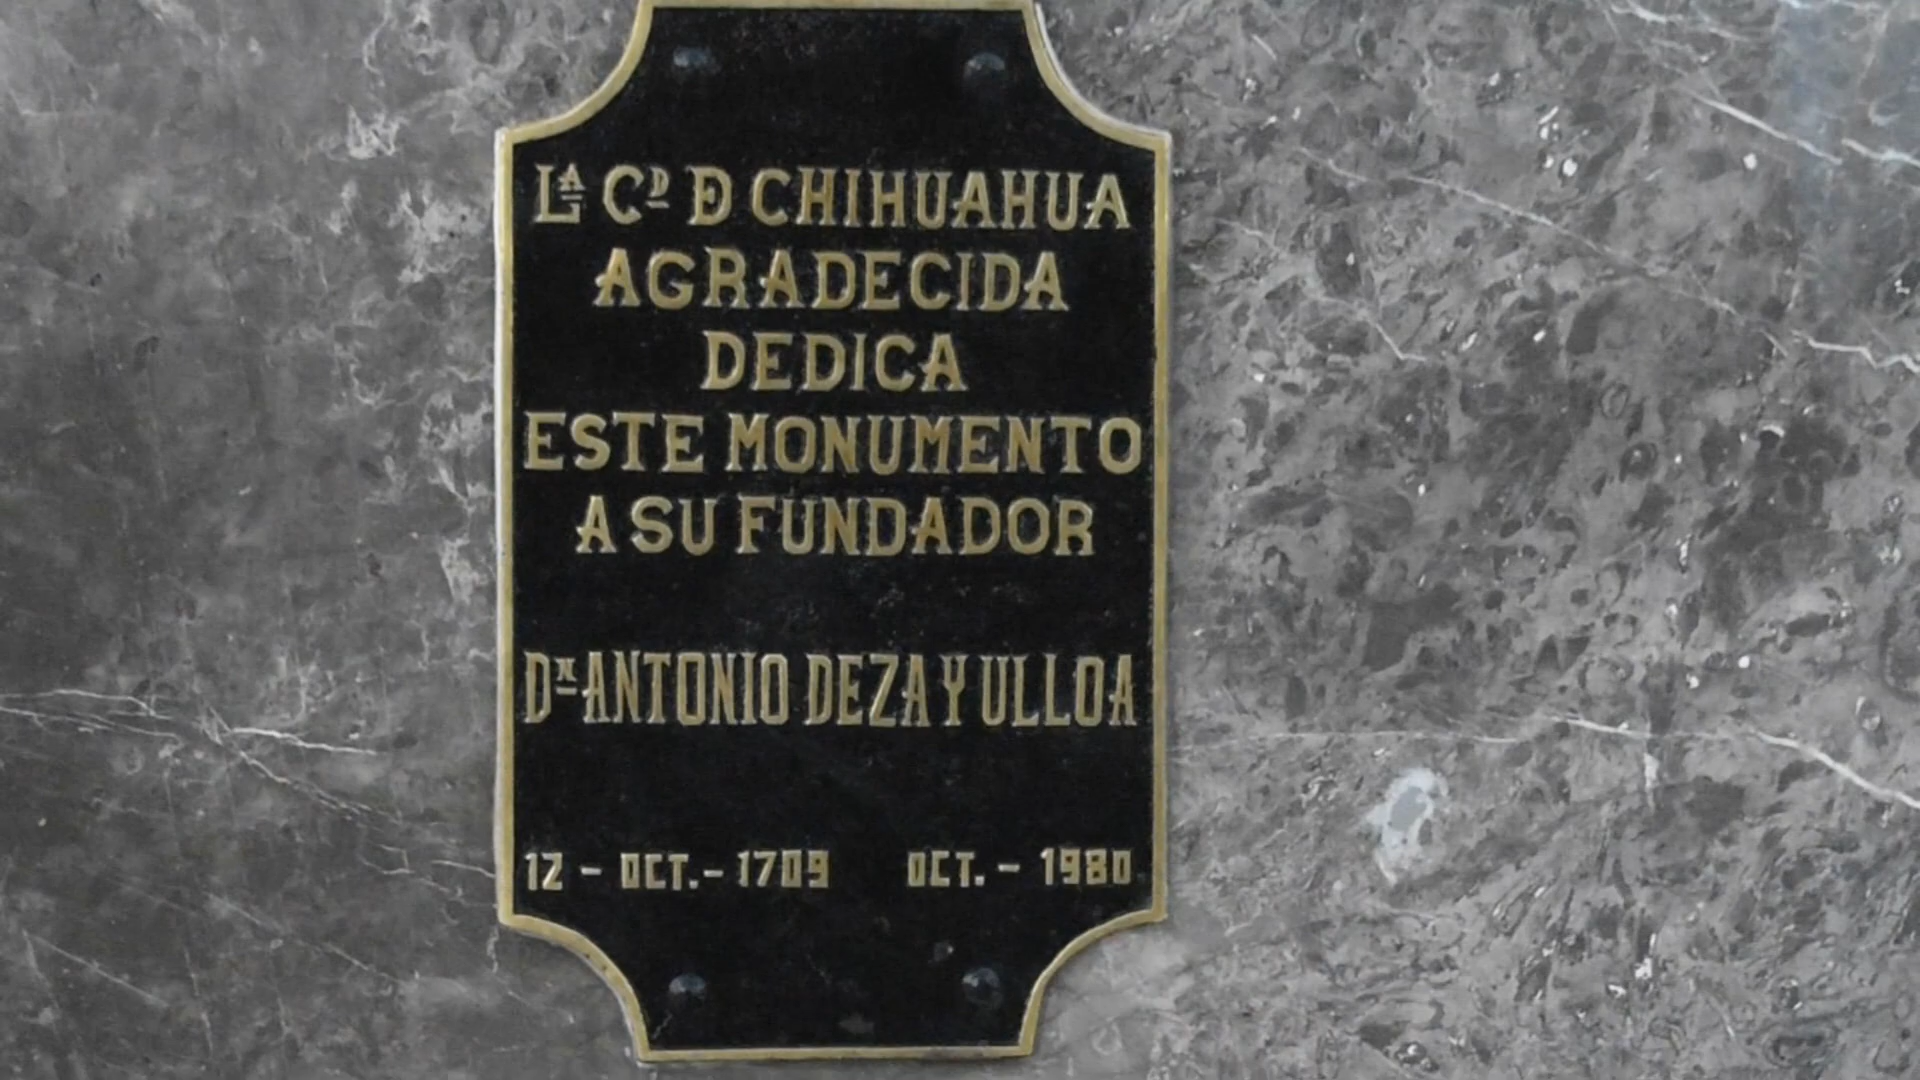 LA CD D CHIHUAHUA
AGRADECIDA
DEDICA
ESTE MONUMENTO
A SU FUNDADOR
DN ANTONIO DEZA Y ULLOA
12 - OCT. - 1709 OCT. - 1980